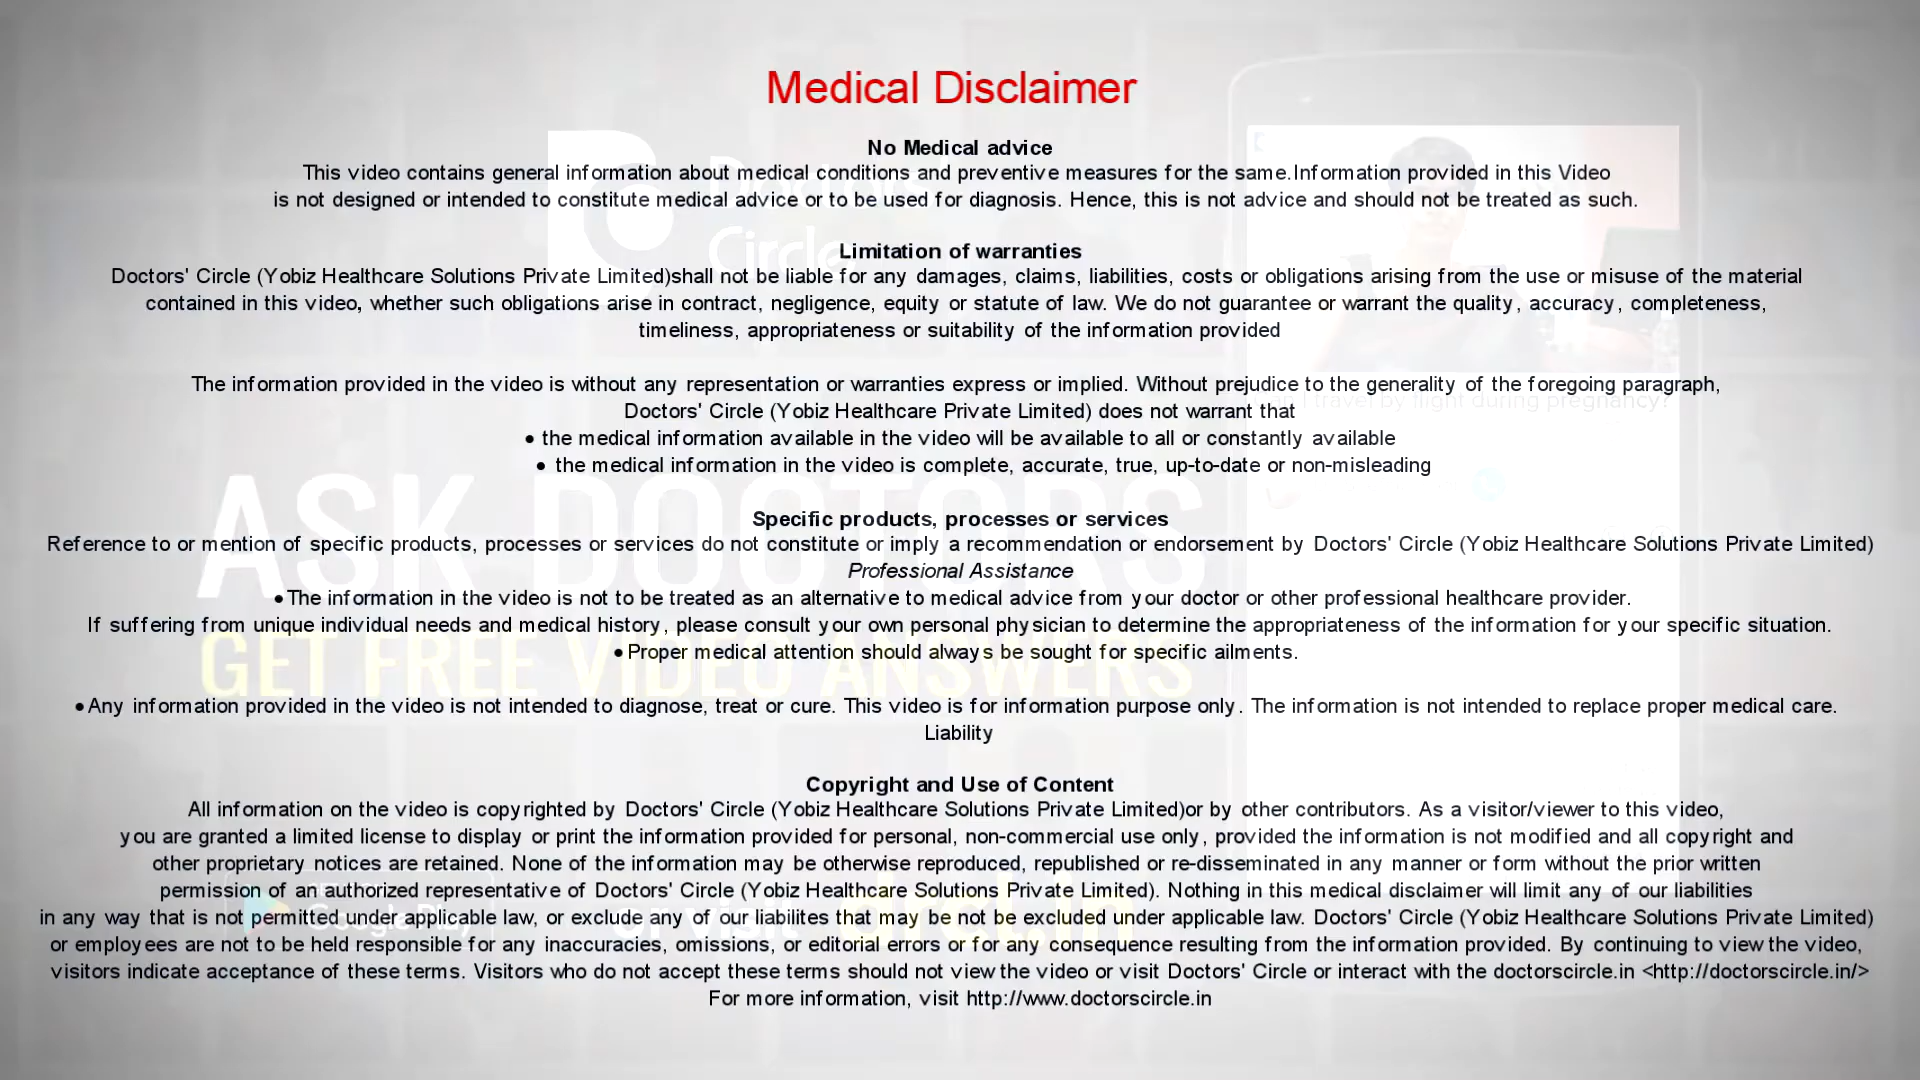 Medical Disclaimer
No Medical advice
This video contains general information about medical conditions and preventive measures for the same.Information provided in this Video
is not designed or intended to constitute medical advice or to be used for diagnosis. Hence, this is not advice and should not be treated as such.
Limitation of warranties
Doctors' Circle (Yobiz Healthcare Solutions Private Limited)shall not be liable for any damages, claims, liabilities, costs or obligations arising from the use or misuse of the material
contained in this video, whether such obligations arise in contract, negligence, equity or statute of law. We do not guarantee or warrant the quality, accuracy, completeness,
timeliness, appropriateness or suitability of the information provided
The information provided in the video is without any representation or warranties express or implied. Without prejudice to the generality of the foregoing paragraph,
Doctors' Circle (Yobiz Healthcare Private Limited) does not warrant that
• the medical information available in the video will be available to all or constantly available
• the medical information in the video is complete, accurate, true, up-to-date or non-misleading
Specific products, processes or services
Reference to or mention of specific products, processes or services do not constitute or imply a recommendation or endorsement by Doctors' Circle (Yobiz Healthcare Solutions Private Limited)
Professional Assistance
•The information in the video is not to be treated as an alternative to medical advice from your doctor or other professional healthcare provider.
If suffering from unique individual needs and medical history, please consult your own personal physician to determine the appropriateness of the information for your specific situation.
•Proper medical attention should always be sought for specific ailments.
•Any information provided in the video is not intended to diagnose, treat or cure. This video is for information purpose only. The information is not intended to replace proper medical care.
Liability
Copyright and Use of Content
All information on the video is copyrighted by Doctors' Circle (Yobiz Healthcare Solutions Private Limited)or by other contributors. As a visitor/viewer to this video,
you are granted a limited license to display or print the information provided for personal, non-commercial use only, provided the information is not modified and all copyright and
other proprietary notices are retained. None of the information may be otherwise reproduced, republished or re-disseminated in any manner or form without the prior written
permission of an authorized representative of Doctors' Circle (Yobiz Healthcare Solutions Private Limited). Nothing in this medical disclaimer will limit any of our liabilities
in any way that is not permitted under applicable law, or exclude any of our liabilites that may be not be excluded under applicable law. Doctors' Circle (Yobiz Healthcare Solutions Private Limited)
or employees are not to be held responsible for any inaccuracies, omissions, or editorial errors or for any consequence resulting from the information provided. By continuing to view the video,
visitors indicate acceptance of these terms. Visitors who do not accept these terms should not view the video or visit Doctors' Circle or interact with the doctorscircle.in <http://doctorscircle.in/>
For more information, visit http://www.doctorscircle.in
Doctors
Circle
Can I travel by flight during pregnancy?
ASK DOCTORS
GET FREE VIDEO ANSWERS
Google Play
or visit drcl.in